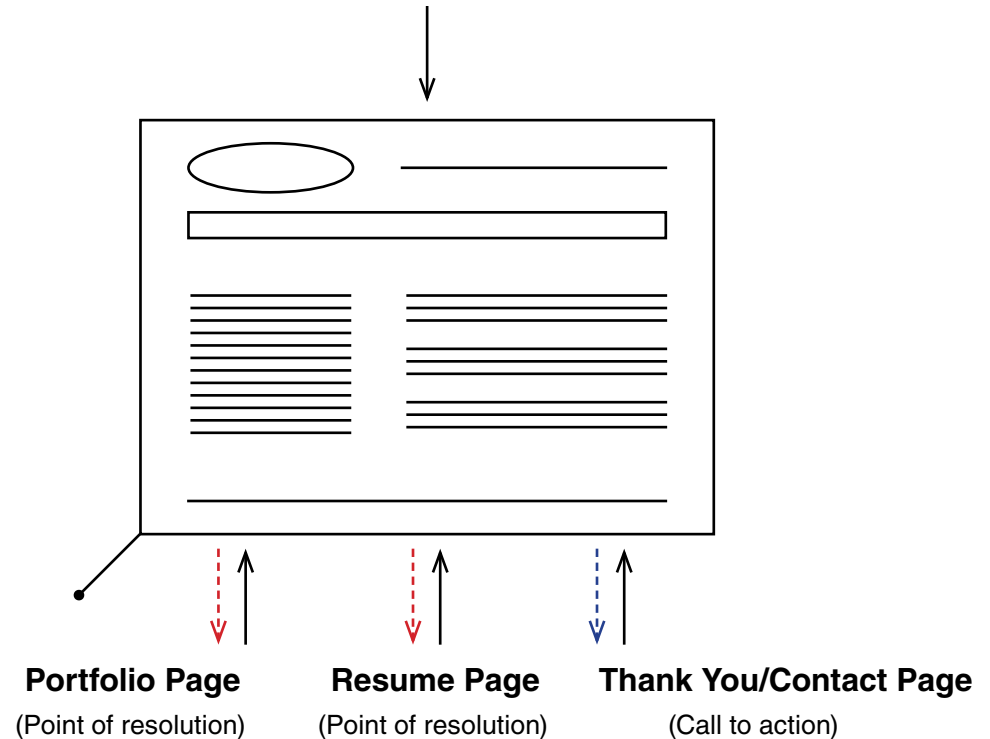 Portfolio Page
(Point of resolution)
Resume Page
(Point of resolution)
Thank You/Contact Page
(Call to action)